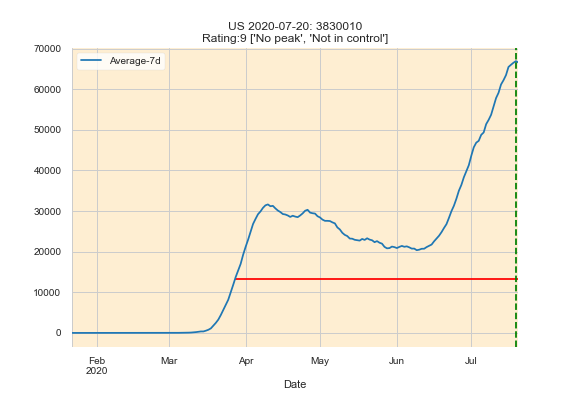 US 2020-07-20: 3830010
Rating:9 ['No peak', 'Not in control']
70000
Average-7d
60000
50000
40000
30000
20000
10000
0
Feb Mar Apr May Jun Jul
2020
Date